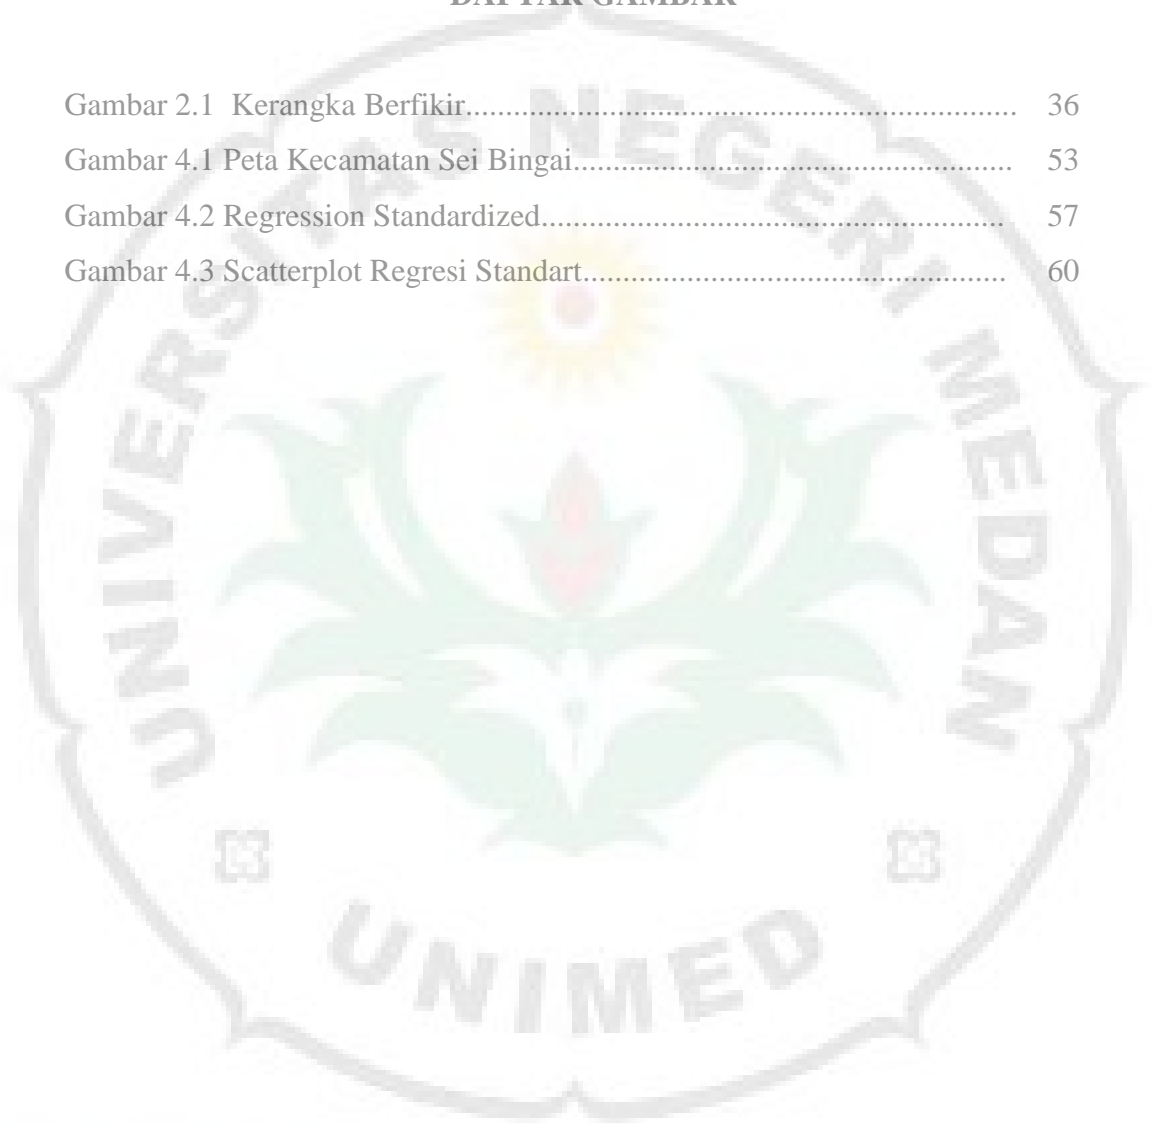 DAFTAR GAMBAR
Gambar 2.1  Kerangka Berfikir.................................................................... 36
Gambar 4.1 Peta Kecamatan Sei Bingai...................................................... 53
Gambar 4.2 Regression Standardized......................................................... 57
Gambar 4.3 Scatterplot Regresi Standart.................................................... 60
UNIVERSITAS NEGERI MEDAN
UNIMED